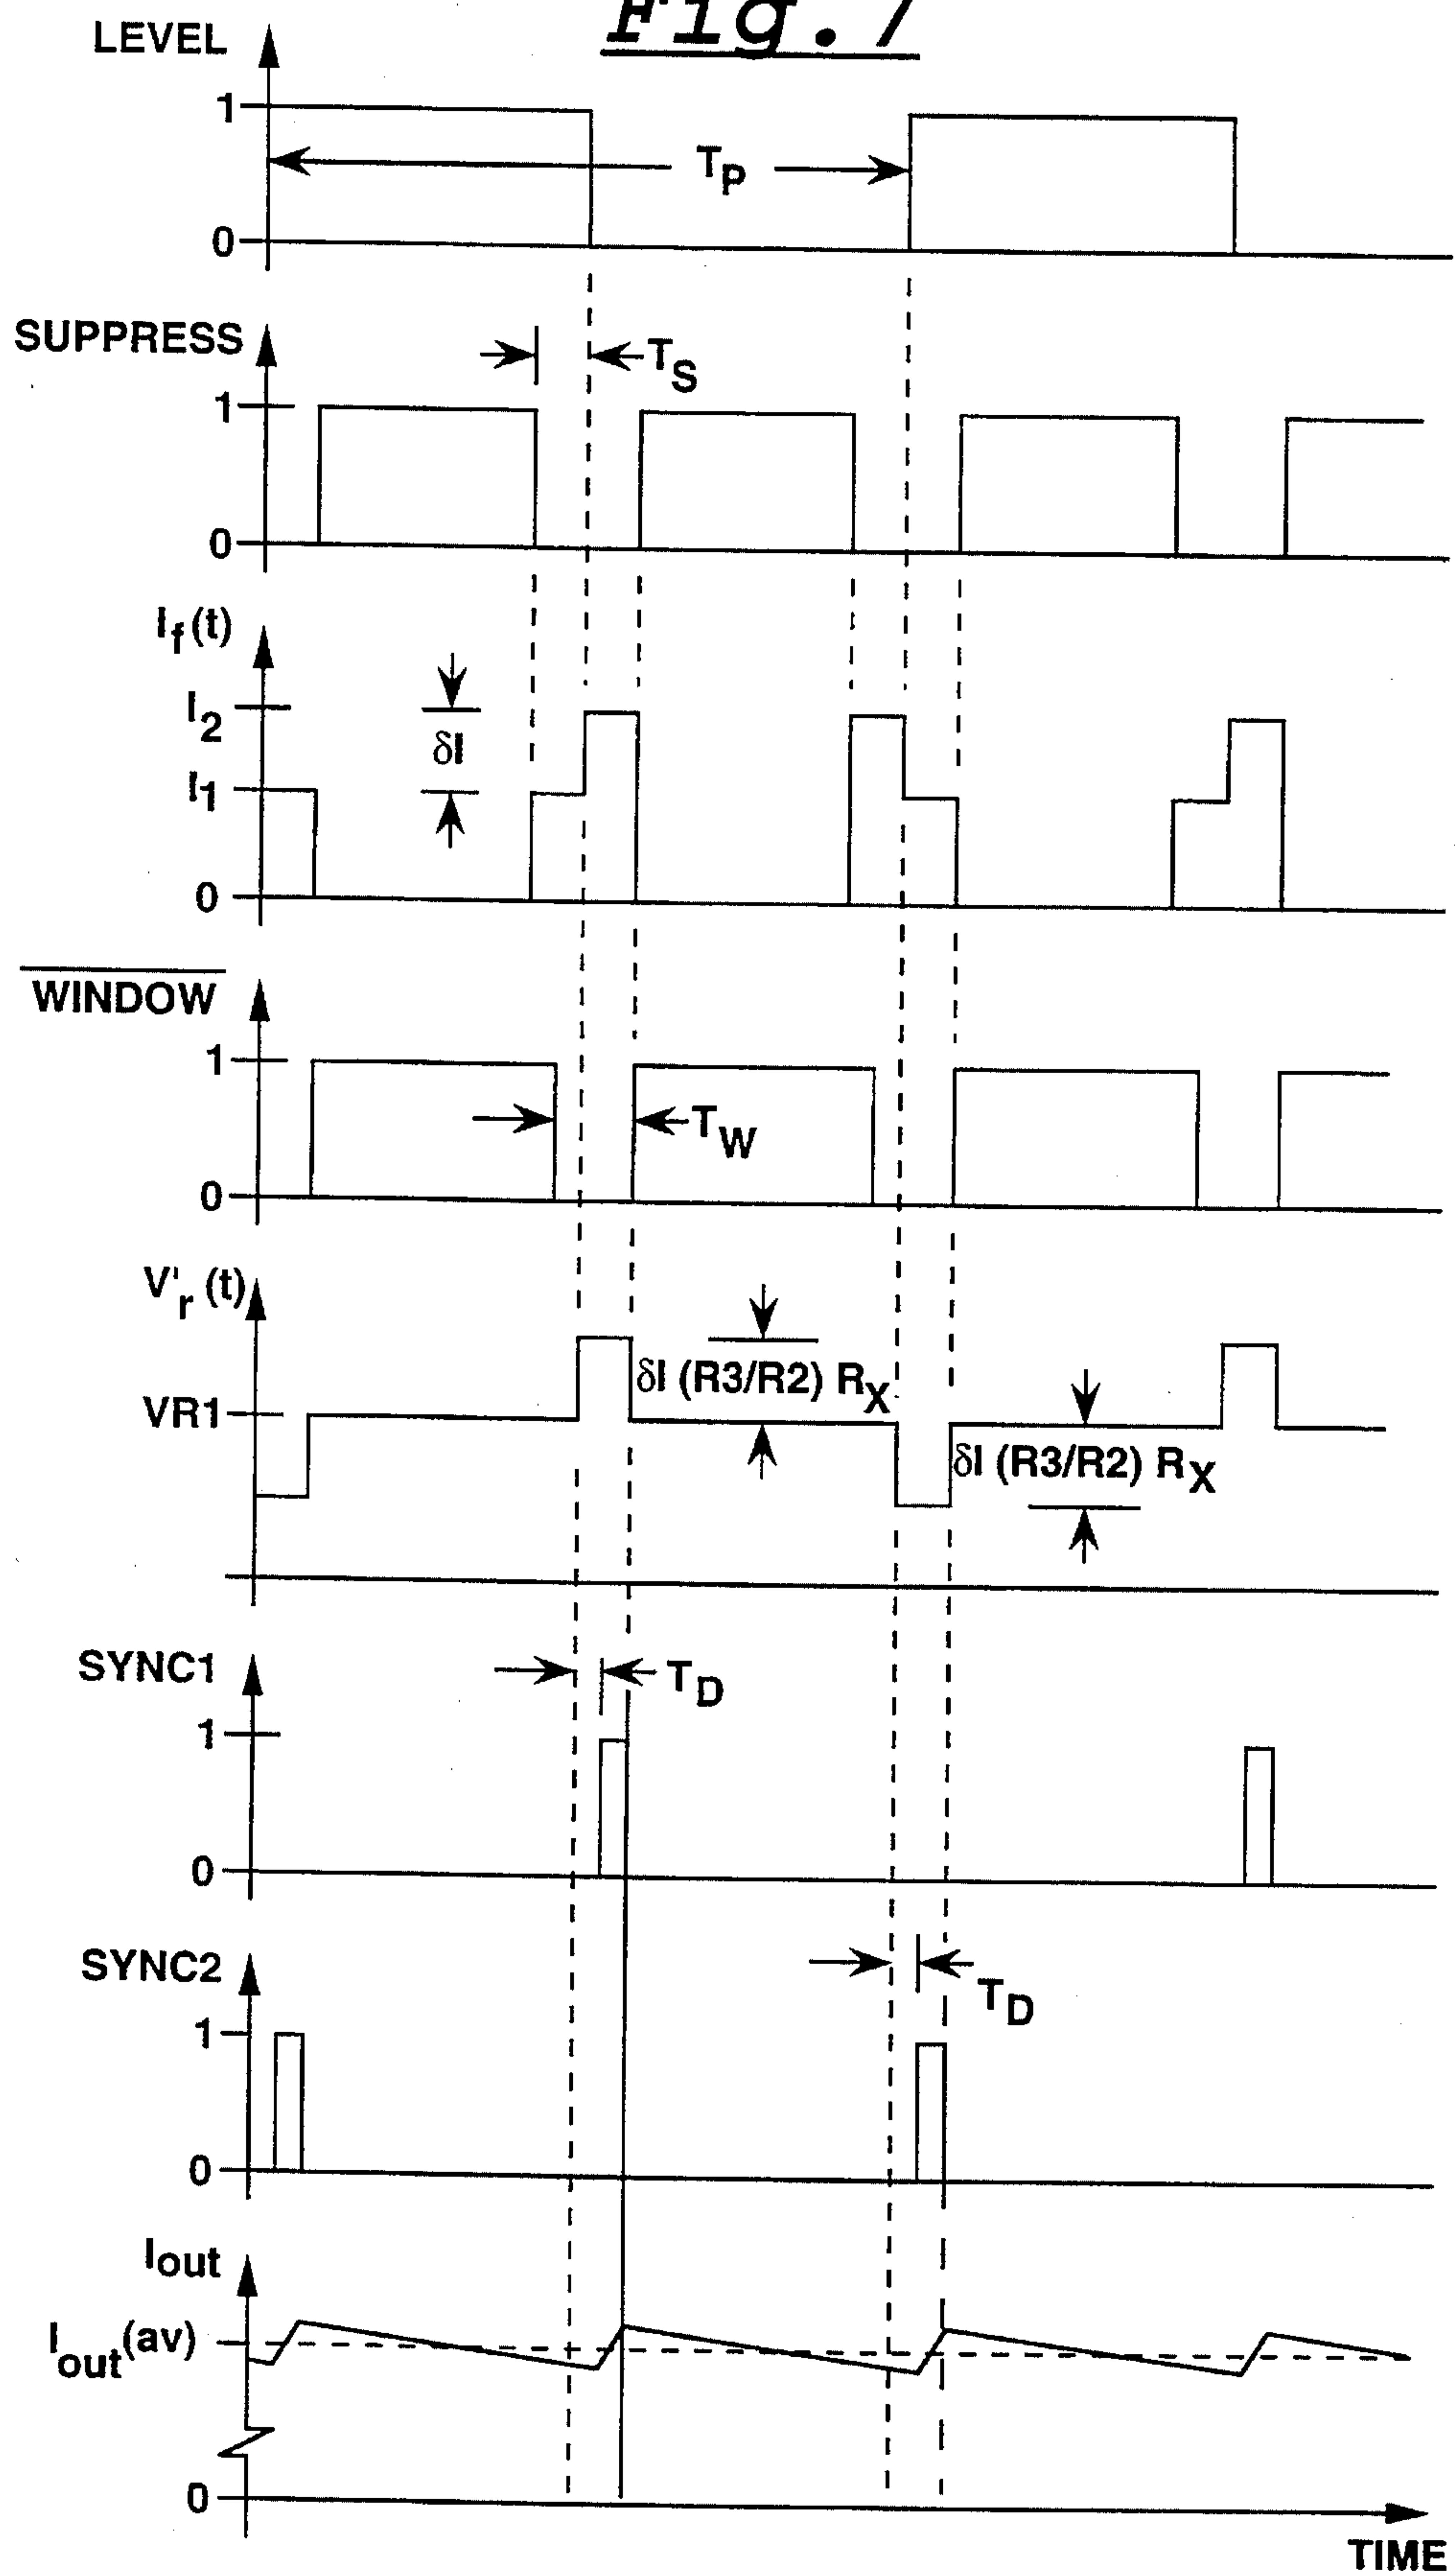 Fig. 7
LEVEL
1
TP
0
SUPPRESS
TS
1
0
If(t)
I2
δI
I1
0
WINDOW
1
TW
0
V'r(t)
δI (R3/R2) RX
VR1
δI (R3/R2) RX
SYNC1
TD
1
0
SYNC2
TD
1
0
Iout
Iout(av)
0
TIME